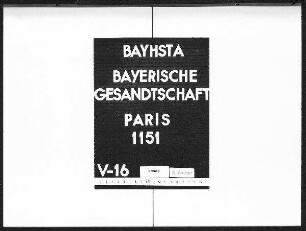 BAYHSTA
BAYERISCHE
GESANDTSCHAFT
PARIS
1151
V-16